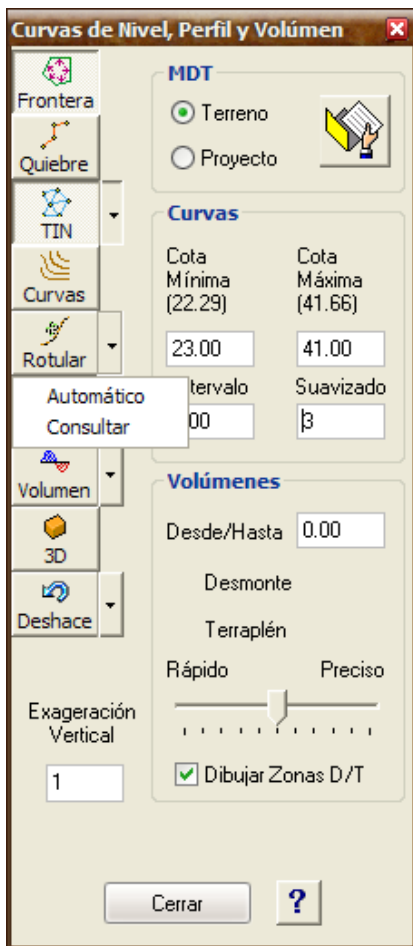 Curvas de Nivel, Perfil y Volúmen
Frontera
Quiebre
TIN
Curvas
Rotular
Automático
Consultar
Volumen
3D
Deshace
Exageración
Vertical
1
MDT
Terreno
Proyecto
Curvas
Cota
Mínima
(22.29)
Cota
Máxima
(41.66)
23.00
41.00
Suavizado
3
Volúmenes
Desde/Hasta 0.00
Desmonte
Terraplén
Rápido Preciso
Dibujar Zonas D/T
Cerrar
?